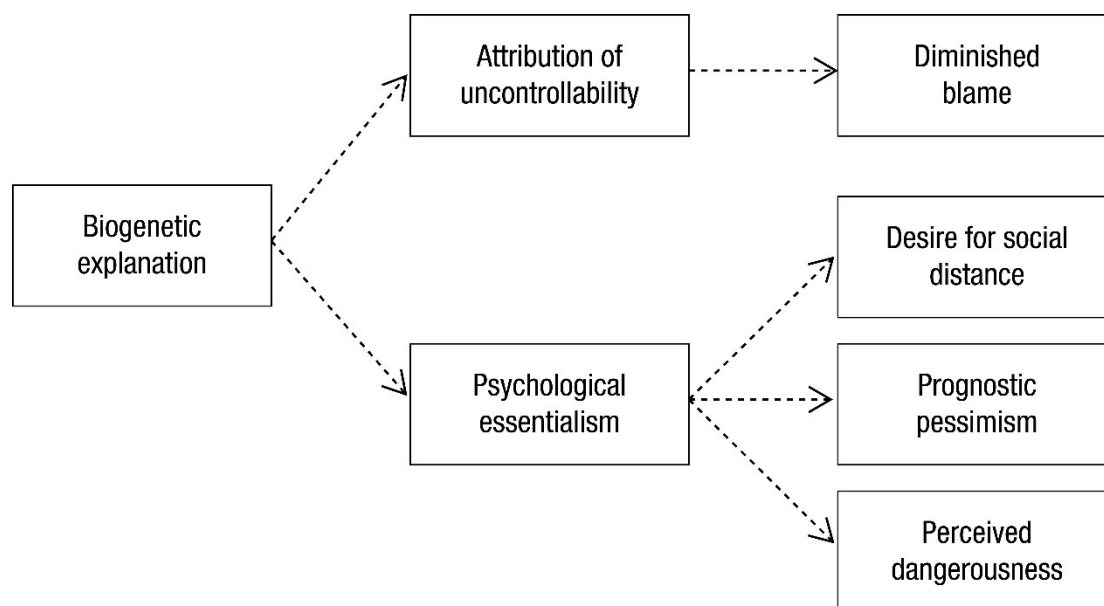 Attribution of
uncontrollability
Diminished
blame
Biogenetic
explanation
Desire for social
distance
Psychological
essentialism
Prognostic
pessimism
Perceived
dangerousness